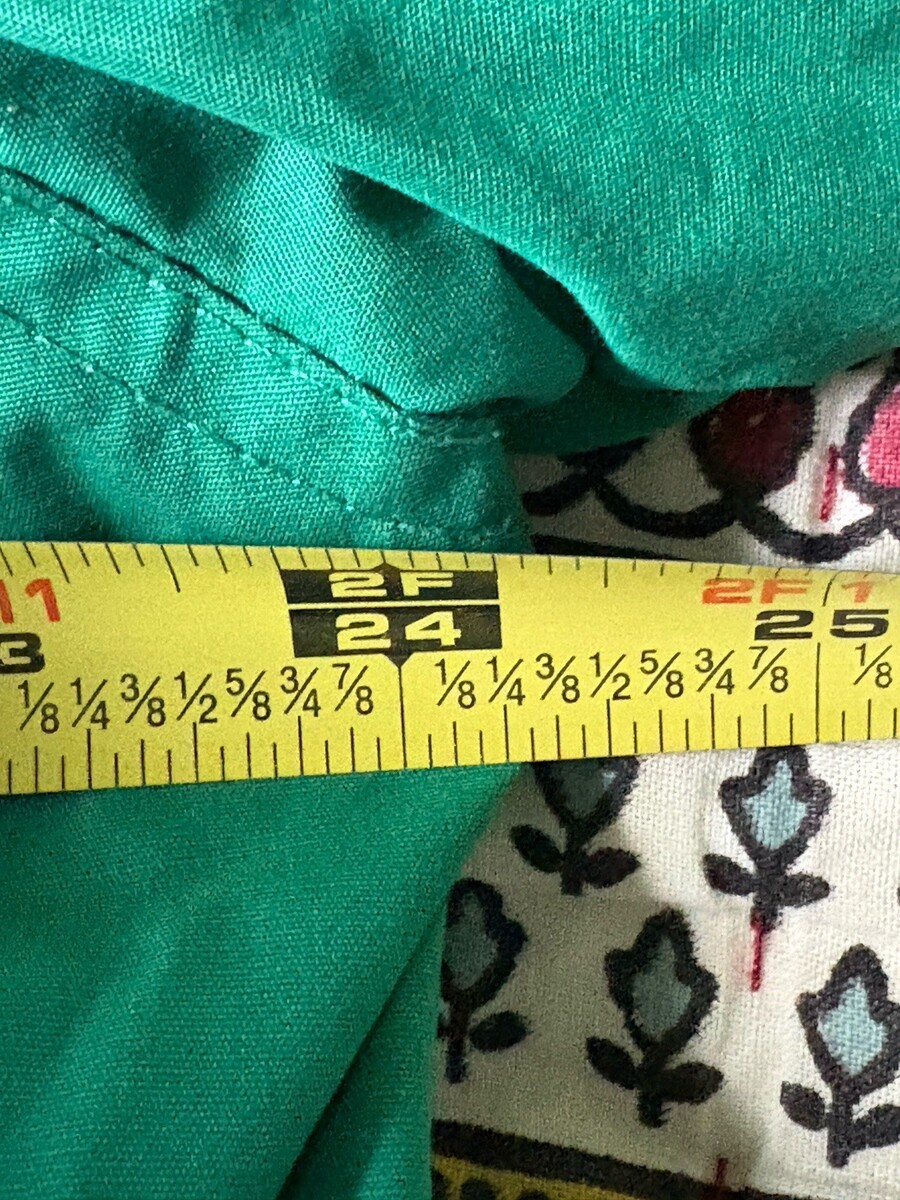 11 2F 2F 1
3 24 25
⅛ ¼ ⅜ ½ ⅝ ¾ ⅞ ⅛ ¼ ⅜ ½ ⅝ ¾ ⅞ ⅛